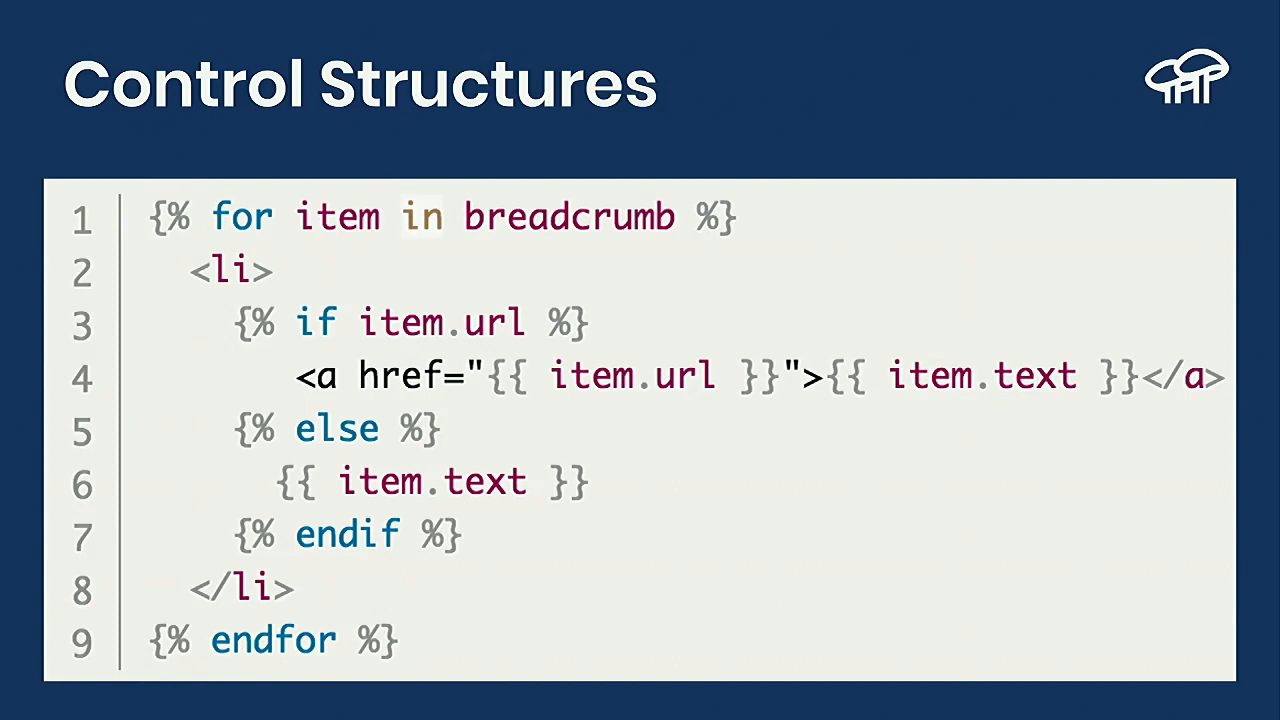 Control Structures
1 {% for item in breadcrumb %}
2   <li>
3     {% if item.url %}
4        <a href="{{ item.url }}">{{ item.text }}</a>
5     {% else %}
6       {{ item.text }}
7     {% endif %}
8   </li>
9 {% endfor %}